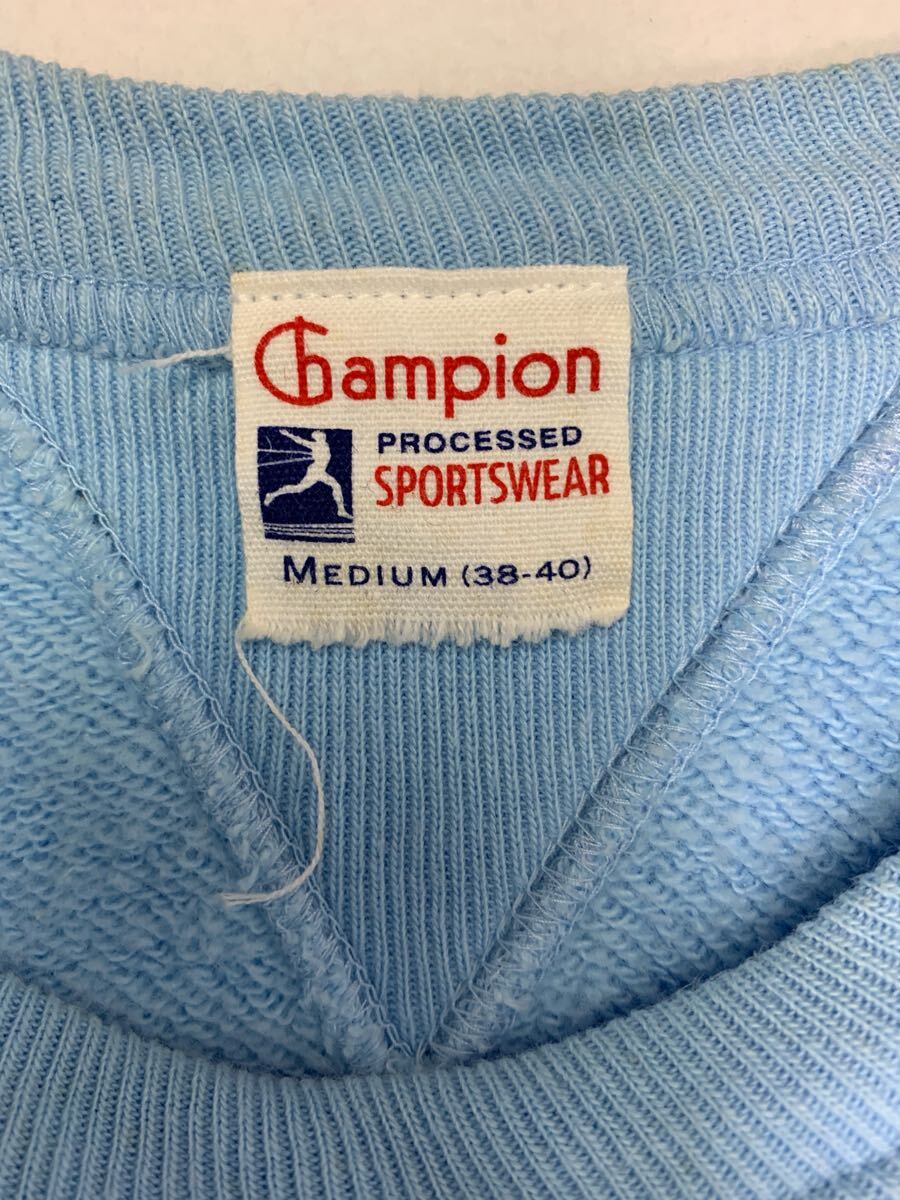 Champion
PROCESSED
SPORTSWEAR
MEDIUM (38-40)